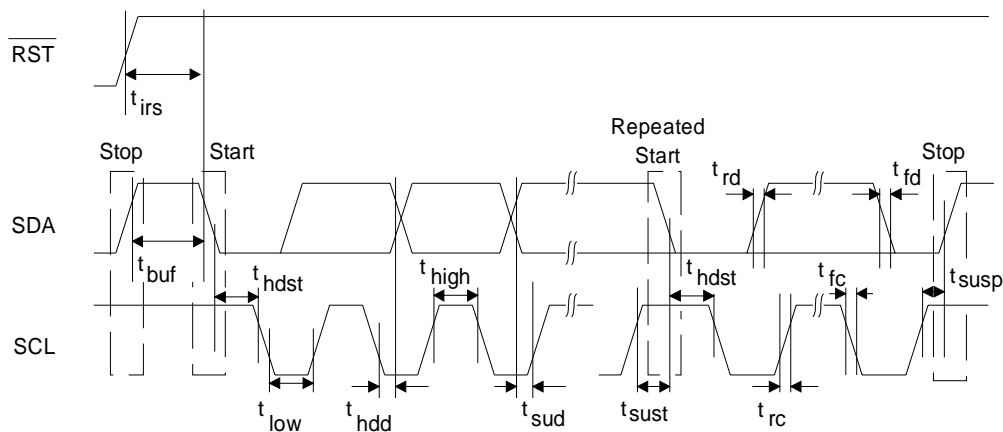 RST
t irs
Repeated
Stop
Start
Start
Stop
t rd
t fd
SDA
t buf
t hdst
t high
t hdst
t fc
t susp
SCL
t low
t hdd
t sud
t sust
t rc